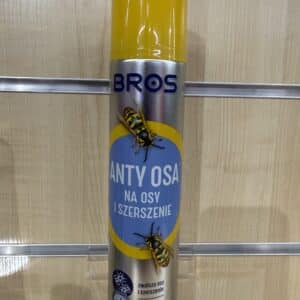 BROS
ANTY OSA
NA OSY
I SZERSZENIE